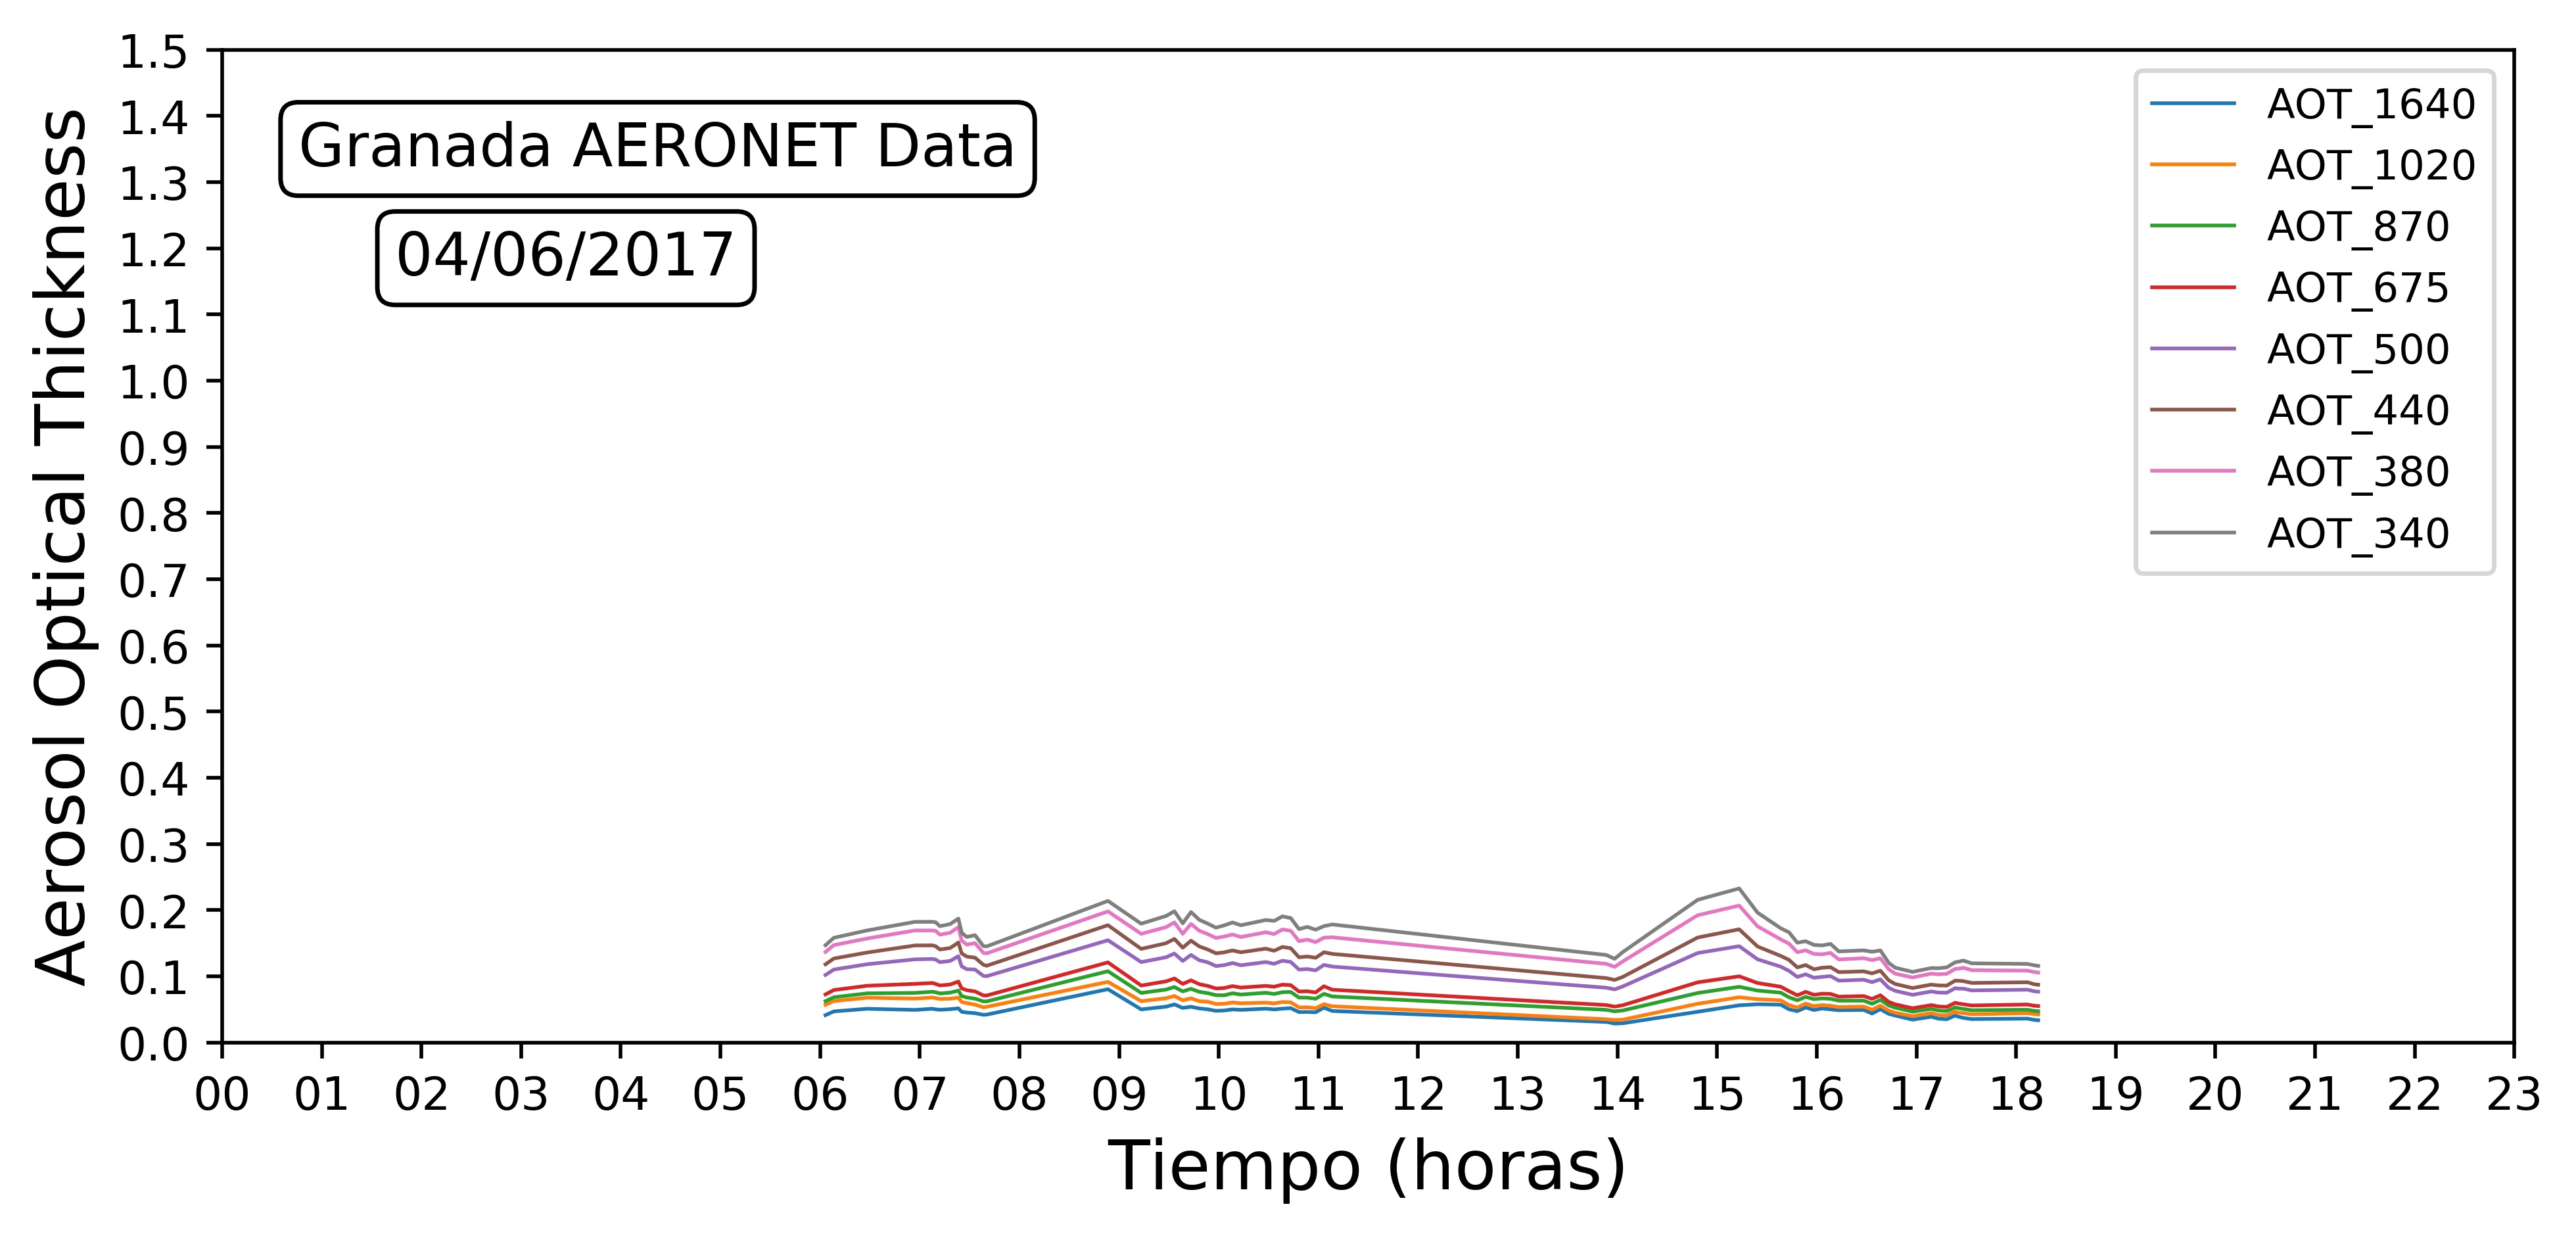 Aerosol Optical Thickness
1.5
1.4
1.3
1.2
1.1
1.0
0.9
0.8
0.7
0.6
0.5
0.4
0.3
0.2
0.1
0.0
Granada AERONET Data
04/06/2017
AOT_1640
AOT_1020
AOT_870
AOT_675
AOT_500
AOT_440
AOT_380
AOT_340
00 01 02 03 04 05 06 07 08 09 10 11 12 13 14 15 16 17 18 19 20 21 22 23
Tiempo (horas)